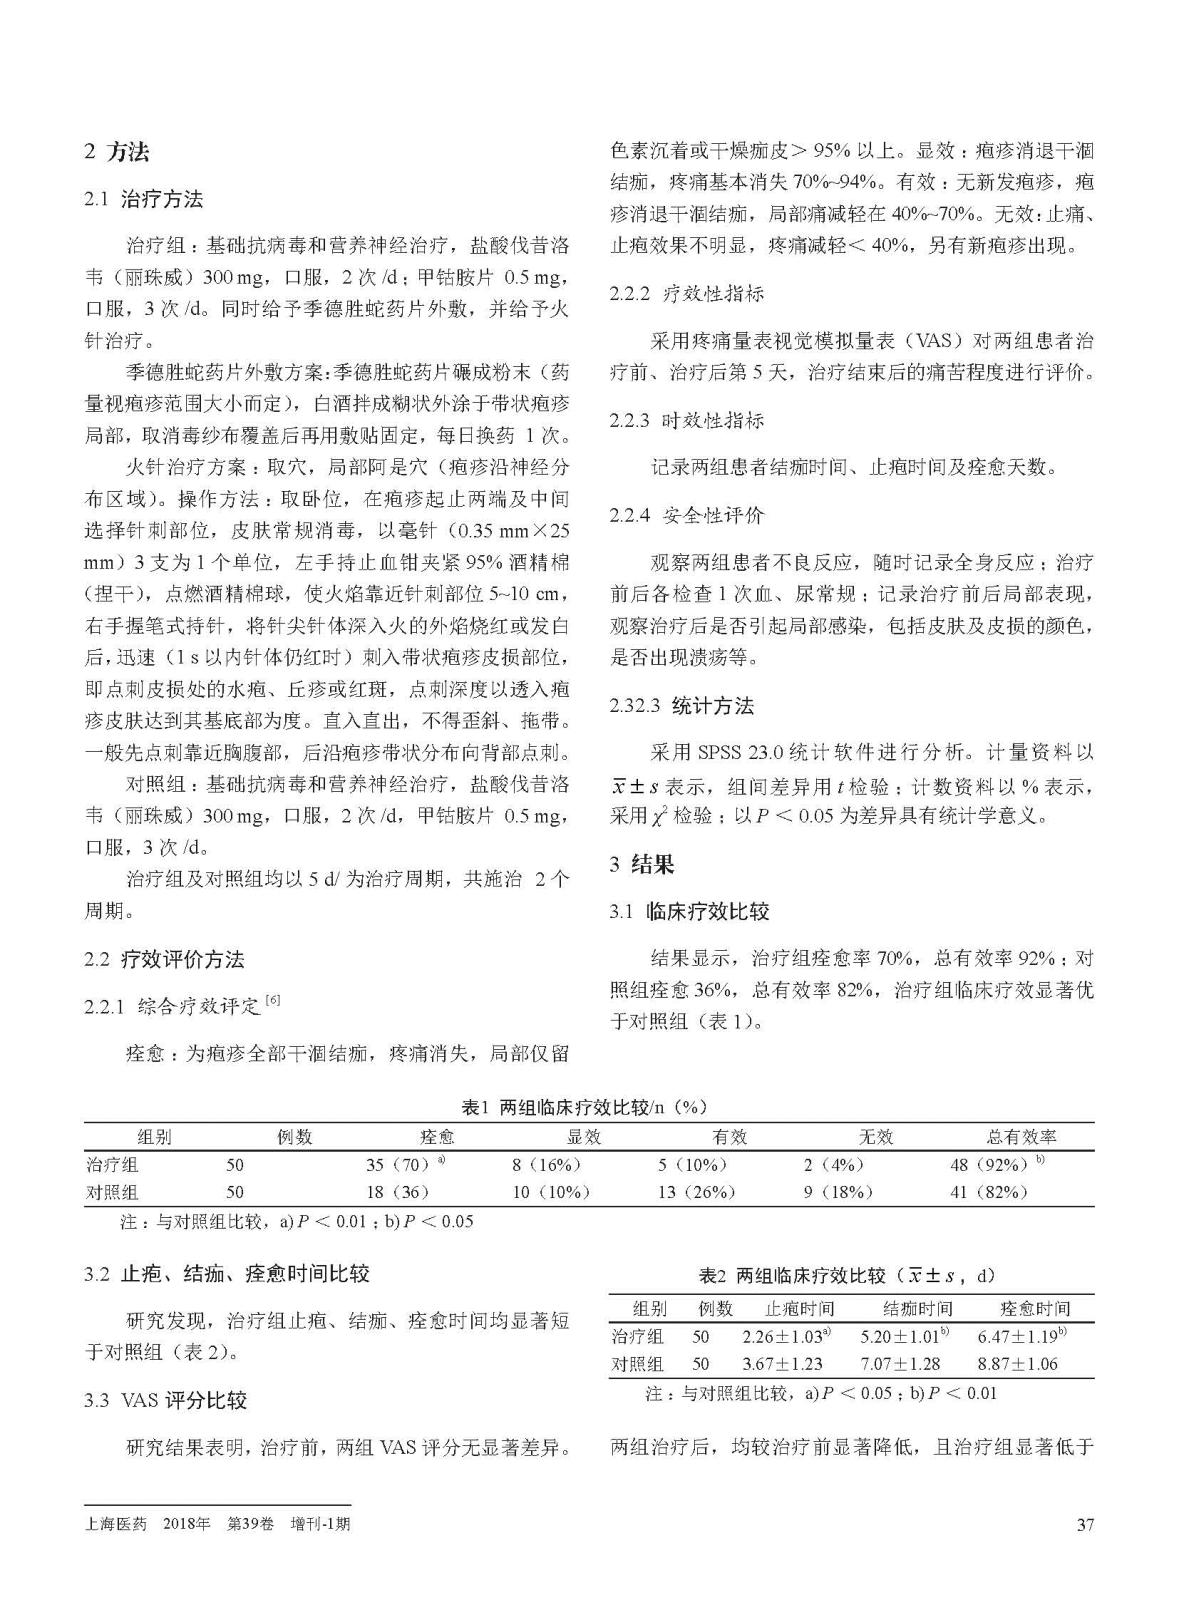 2 方法
2.1 治疗方法
治疗组：基础抗病毒和营养神经治疗，盐酸伐昔洛
韦（丽珠威）300 mg，口服，2 次 /d；甲钴胺片 0.5 mg，
口服，3 次 /d。同时给予季德胜蛇药片外敷，并给予火
针治疗。
季德胜蛇药片外敷方案：季德胜蛇药片碾成粉末（药
量视疱疹范围大小而定），白酒拌成糊状外涂于带状疱疹
局部，取消毒纱布覆盖后再用敷贴固定，每日换药 1 次。
火针治疗方案：取穴，局部阿是穴（疱疹沿神经分
布区域）。操作方法：取卧位，在疱疹起止两端及中间
选择针刺部位，皮肤常规消毒，以毫针（0.35 mm×25
mm）3 支为 1 个单位，左手持止血钳夹紧 95% 酒精棉
（捏干），点燃酒精棉球，使火焰靠近针刺部位 5~10 cm，
右手握笔式持针，将针尖针体深入火的外焰烧红或发白
后，迅速（1 s 以内针体仍红时）刺入带状疱疹皮损部位，
即点刺皮损处的水疱、丘疹或红斑，点刺深度以透入疱
疹皮肤达到其基底部为度。直入直出，不得歪斜、拖带。
一般先点刺靠近胸腹部，后沿疱疹带状分布向背部点刺。
对照组：基础抗病毒和营养神经治疗，盐酸伐昔洛
韦（丽珠威）300 mg，口服，2 次 /d，甲钴胺片 0.5 mg，
口服，3 次 /d。
治疗组及对照组均以 5 d/ 为治疗周期，共施治 2 个
周期。
2.2 疗效评价方法
2.2.1 综合疗效评定 [6]
痊愈：为疱疹全部干涸结痂，疼痛消失，局部仅留
色素沉着或干燥痂皮＞ 95% 以上。显效：疱疹消退干涸
结痂，疼痛基本消失 70%~94%。有效：无新发疱疹，疱
疹消退干涸结痂，局部痛减轻在 40%~70%。无效：止痛、
止疱效果不明显，疼痛减轻＜ 40%，另有新疱疹出现。
2.2.2 疗效性指标
采用疼痛量表视觉模拟量表（VAS）对两组患者治
疗前、治疗后第 5 天，治疗结束后的痛苦程度进行评价。
2.2.3 时效性指标
记录两组患者结痂时间、止疱时间及痊愈天数。
2.2.4 安全性评价
观察两组患者不良反应，随时记录全身反应；治疗
前后各检查 1 次血、尿常规；记录治疗前后局部表现，
观察治疗后是否引起局部感染，包括皮肤及皮损的颜色，
是否出现溃疡等。
2.32.3 统计方法
采用 SPSS 23.0 统计软件进行分析。计量资料以
x̅ ± s 表示，组间差异用 t 检验；计数资料以 % 表示，
采用 χ² 检验；以 P ＜ 0.05 为差异具有统计学意义。
3 结果
3.1 临床疗效比较
结果显示，治疗组痊愈率 70%，总有效率 92%；对
照组痊愈 36%，总有效率 82%，治疗组临床疗效显著优
于对照组（表 1）。
表1 两组临床疗效比较/n（%）
组别 例数 痊愈 显效 有效 无效 总有效率
治疗组 50 35（70）a) 8（16%） 5（10%） 2（4%） 48（92%）b)
对照组 50 18（36） 10（10%） 13（26%） 9（18%） 41（82%）
注：与对照组比较，a) P ＜ 0.01；b) P ＜ 0.05
3.2 止疱、结痂、痊愈时间比较
研究发现，治疗组止疱、结痂、痊愈时间均显著短
于对照组（表 2）。
3.3 VAS 评分比较
研究结果表明，治疗前，两组 VAS 评分无显著差异。
表2 两组临床疗效比较（x̅ ± s，d）
组别 例数 止疱时间 结痂时间 痊愈时间
治疗组 50 2.26±1.03a) 5.20±1.01b) 6.47±1.19b)
对照组 50 3.67±1.23 7.07±1.28 8.87±1.06
注：与对照组比较，a) P ＜ 0.05；b) P ＜ 0.01
两组治疗后，均较治疗前显著降低，且治疗组显著低于
上海医药 2018年 第39卷 增刊-1期
37